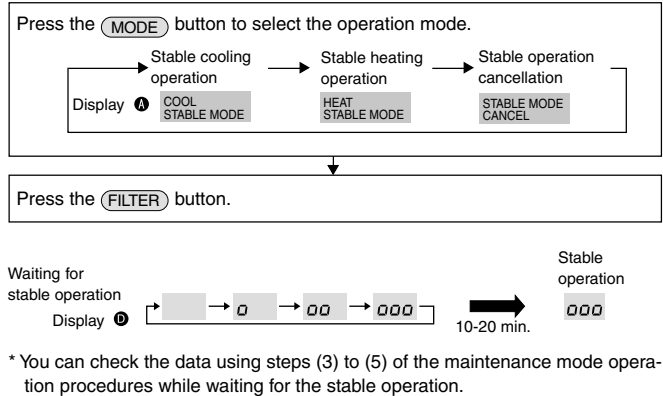 Press the MODE button to select the operation mode.
Stable cooling operation
Stable heating operation
Stable operation cancellation
Display A
COOL
STABLE MODE
HEAT
STABLE MODE
STABLE MODE
CANCEL
Press the FILTER button.
Waiting for
stable operation
Display D
0
00
000
10-20 min.
Stable
operation
000
* You can check the data using steps (3) to (5) of the maintenance mode opera-
tion procedures while waiting for the stable operation.